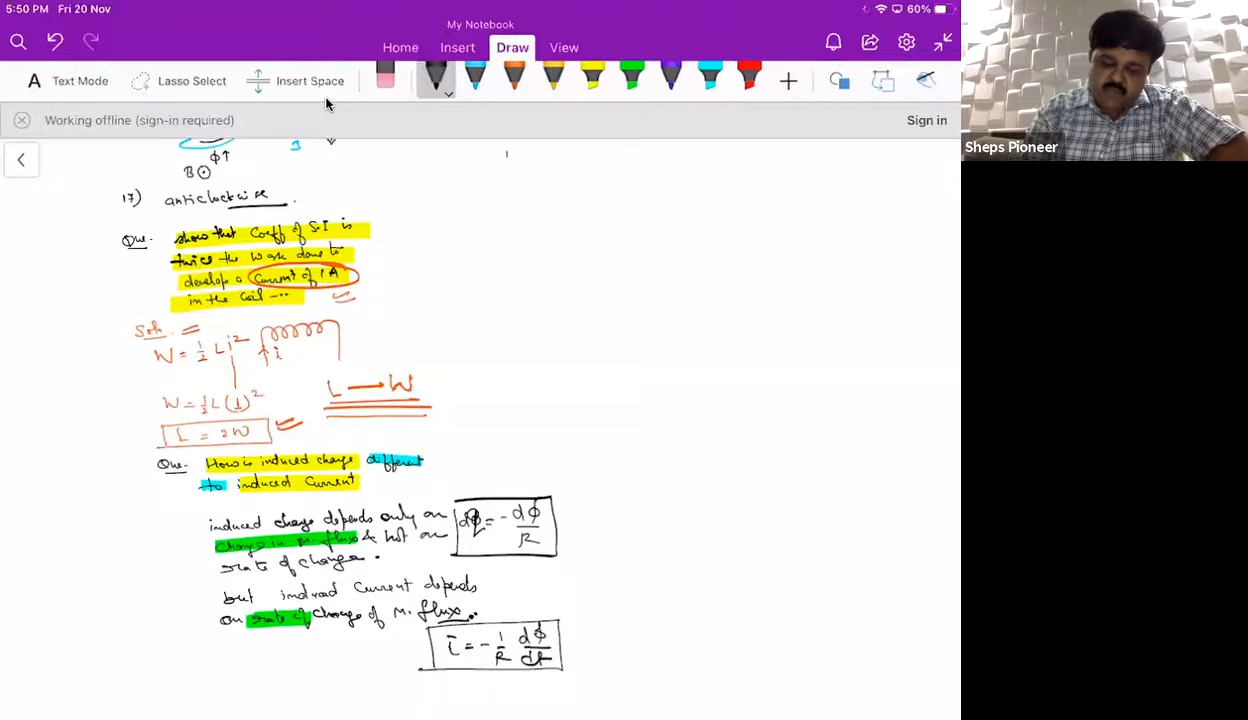 5:50 PM Fri 20 Nov
60%
My Notebook
Home Insert Draw View
A Text Mode Lasso Select Insert Space
Working offline (sign-in required) Sign in
Sheps Pioneer
B⊙ ϕ↑
17) anticlockwise.
Que. show that Coeff of S.I is
twice the work done to
develop a Current of 1A
in the coil ...
Soln.
W = 1/2 Li²
i
W = 1/2 L(1)²
L → W
L = 2W
Que. How is induced charge different
to induced Current
induced charge depends only on
change in m. flux & not on
rate of change.
dq = - dϕ/R
but induced Current depends
on rate of change of m. flux..
i = - 1/R dϕ/dt